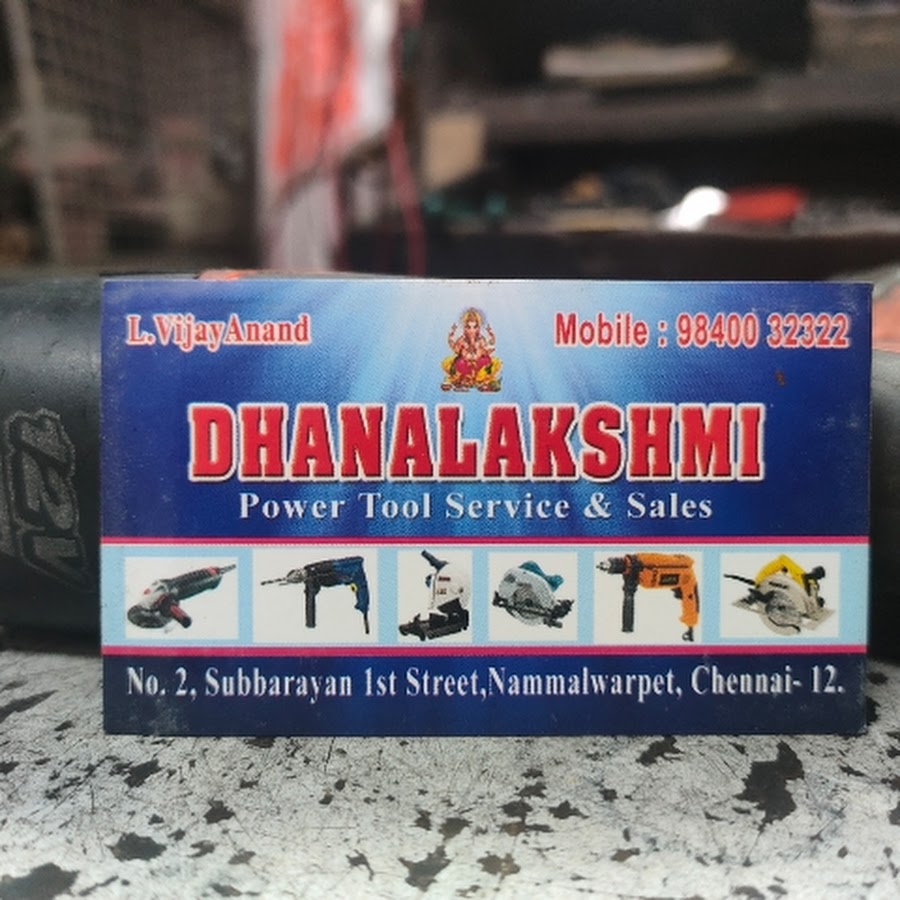 L.VijayAnand
Mobile : 98400 32322
DHANALAKSHMI
Power Tool Service & Sales
No. 2, Subbarayan 1st Street,Nammalwarpet, Chennai- 12.